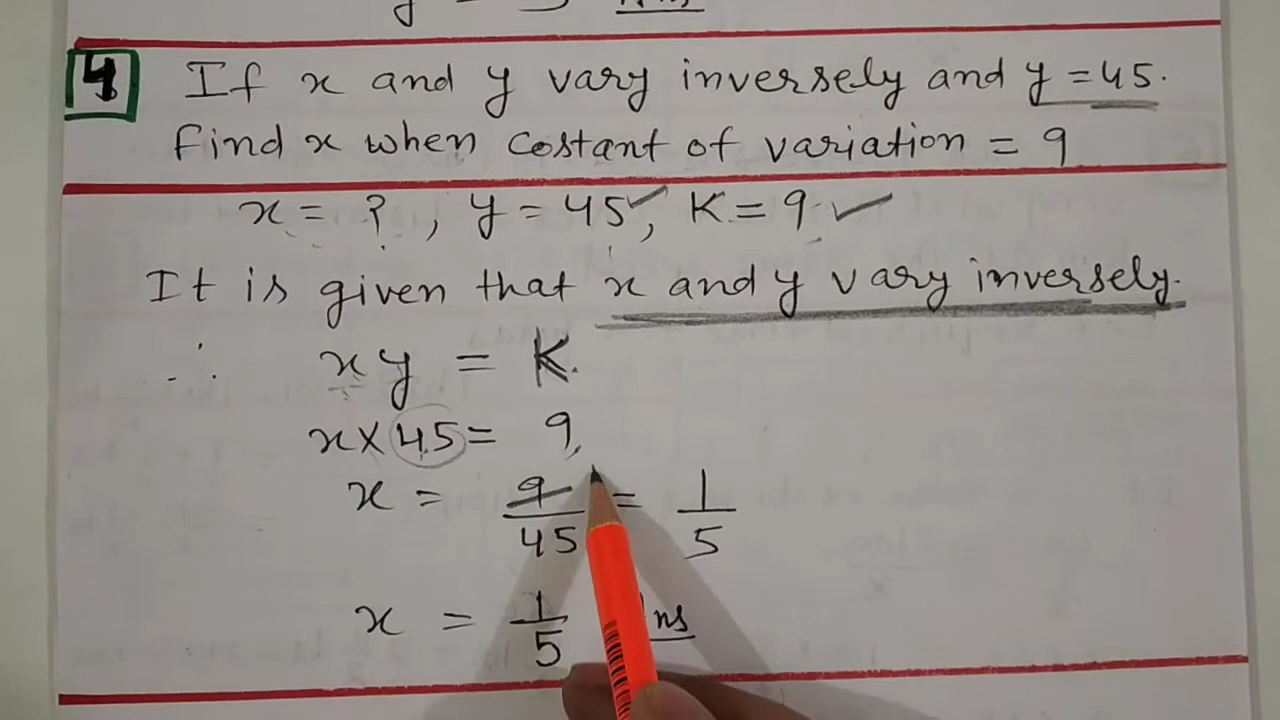 4 If x and y vary inversely and y = 45.
Find x when costant of variation = 9
x = ?, y = 45, K = 9
It is given that x and y vary inversely.
∴ xy = K.
x × 45 = 9
x = 9/45 = 1/5
x = 1/5